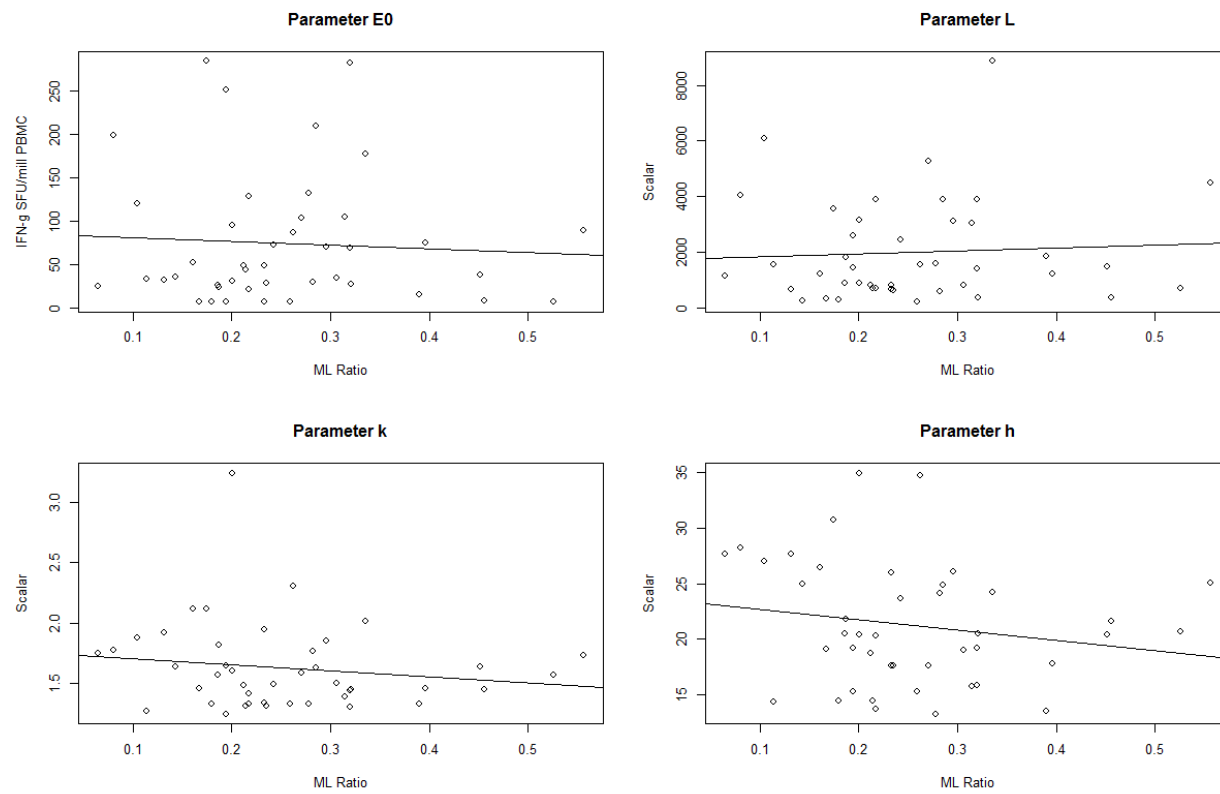 Parameter E0
IFN-g SFU/mill PBMC
250
200
150
100
50
0
0.1 0.2 0.3 0.4 0.5
ML Ratio
Parameter L
Scalar
8000
6000
4000
2000
0
0.1 0.2 0.3 0.4 0.5
ML Ratio
Parameter k
Scalar
3.0
2.5
2.0
1.5
0.1 0.2 0.3 0.4 0.5
ML Ratio
Parameter h
Scalar
35
30
25
20
15
0.1 0.2 0.3 0.4 0.5
ML Ratio